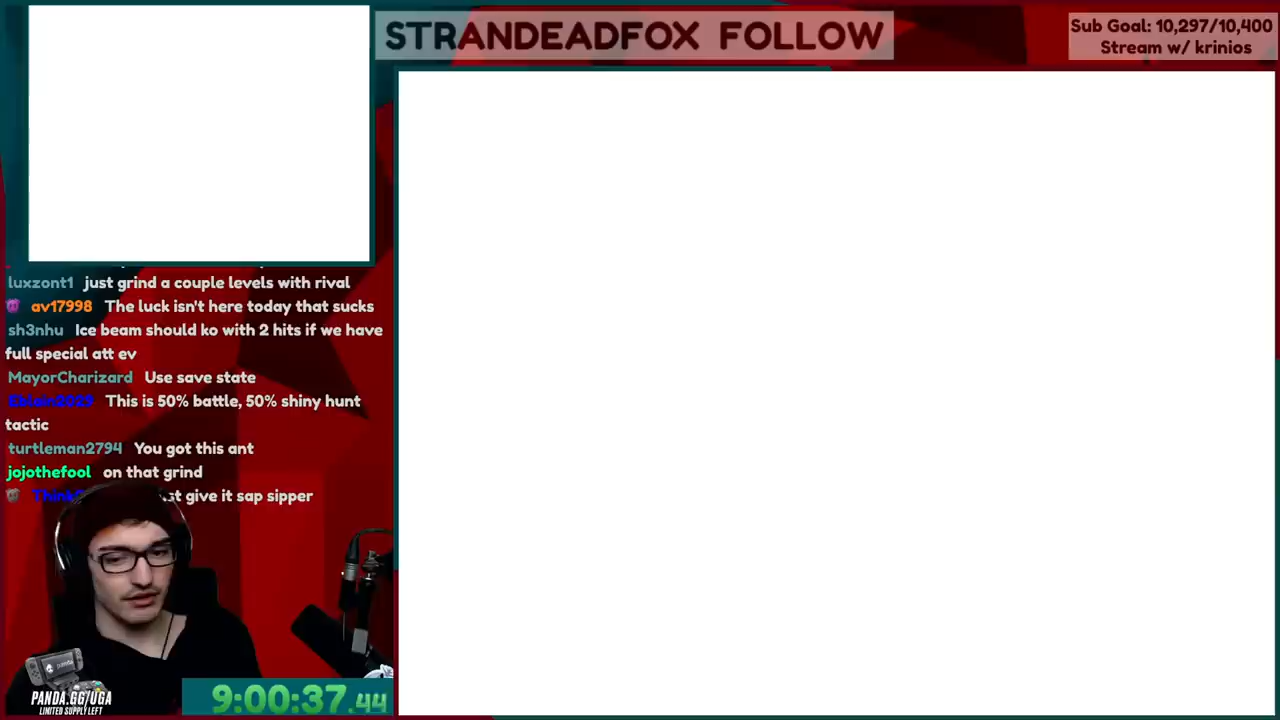 STRANDEADFOX FOLLOW
Sub Goal: 10,297/10,400
Stream w/ krinios
luxzont1 just grind a couple levels with rival
av17998 The luck isn't here today that sucks
sh3nhu Ice beam should ko with 2 hits if we have
full special att ev
MayorCharizard Use save state
Eblain2029 This is 50% battle, 50% shiny hunt
tactic
turtleman2794 You got this ant
jojothefool on that grind
give it sap sipper
PANDA.GG/UGA
LIMITED SUPPLY LEFT
9:00:37.44